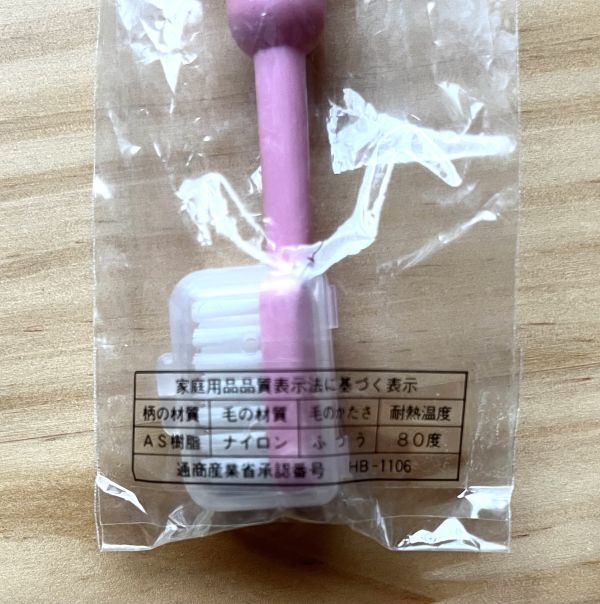 家庭用品品質表示法に基づく表示
柄の材質 毛の材質 毛のかたさ 耐熱温度
AS樹脂 ナイロン ふつう 80度
通商産業省承認番号 HB-1106